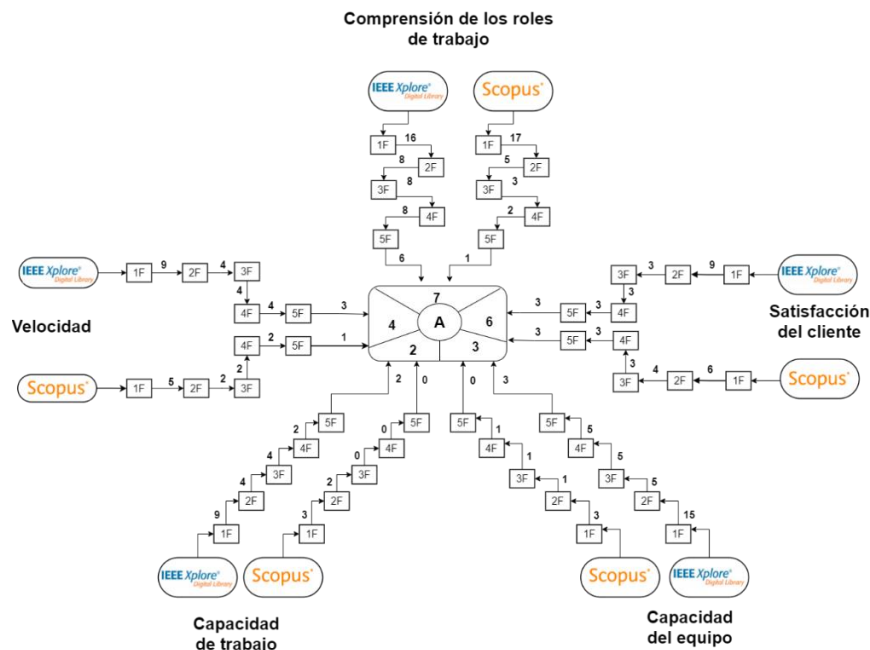 Comprensión de los roles
de trabajo
IEEE Xplore®
Digital Library
Scopus®
1F 16 2F 8 3F 8 4F 8 5F 6
1F 17 2F 5 3F 3 4F 2 5F 1
IEEE Xplore®
Digital Library
1F 9 2F 4 3F 4 4F 4 5F 3
Velocidad
Scopus®
1F 5 2F 2 3F 2 4F 2 5F 1
7
4 A 6
2 3
IEEE Xplore®
Digital Library
1F 9 2F 3 3F 3 4F 3 5F 3
Satisfacción
del cliente
Scopus®
1F 6 2F 4 3F 3 4F 3 5F 3
IEEE Xplore®
Digital Library
1F 9 2F 4 3F 4 4F 2 5F 2
Scopus®
1F 3 2F 2 3F 0 4F 0 5F 0
Capacidad
de trabajo
Scopus®
1F 3 2F 1 3F 1 4F 1 5F 0
IEEE Xplore®
Digital Library
1F 15 2F 5 3F 5 4F 5 5F 3
Capacidad
del equipo